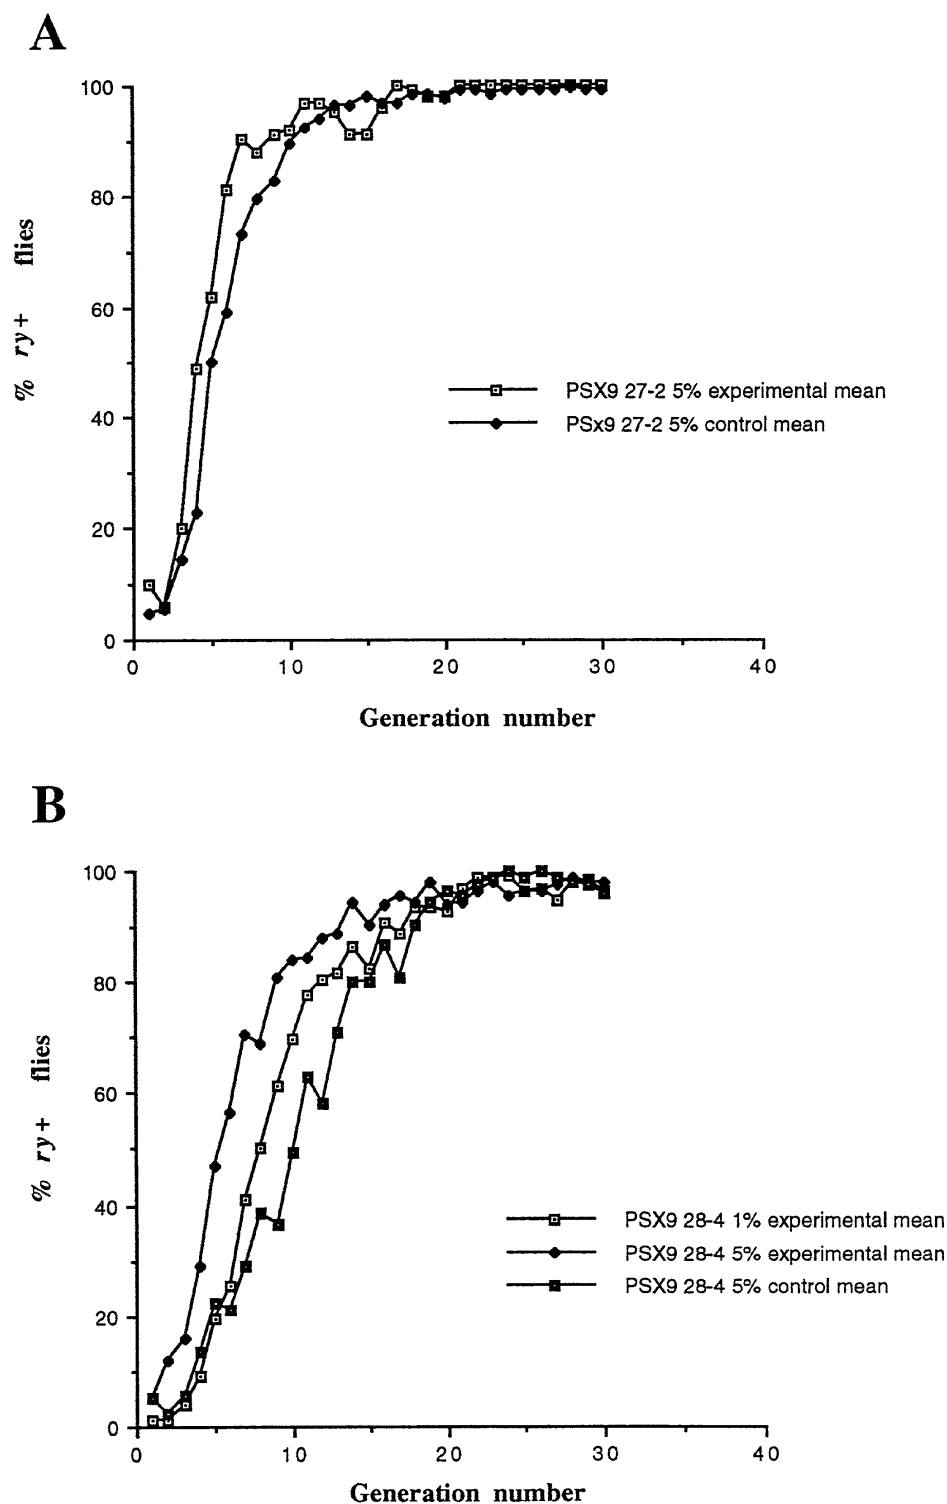 A
100
80
60
40
20
0
% ry+ flies
PSX9 27-2 5% experimental mean
PSx9 27-2 5% control mean
0 10 20 30 40
Generation number
B
100
80
60
40
20
0
% ry+ flies
PSX9 28-4 1% experimental mean
PSX9 28-4 5% experimental mean
PSX9 28-4 5% control mean
0 10 20 30 40
Generation number